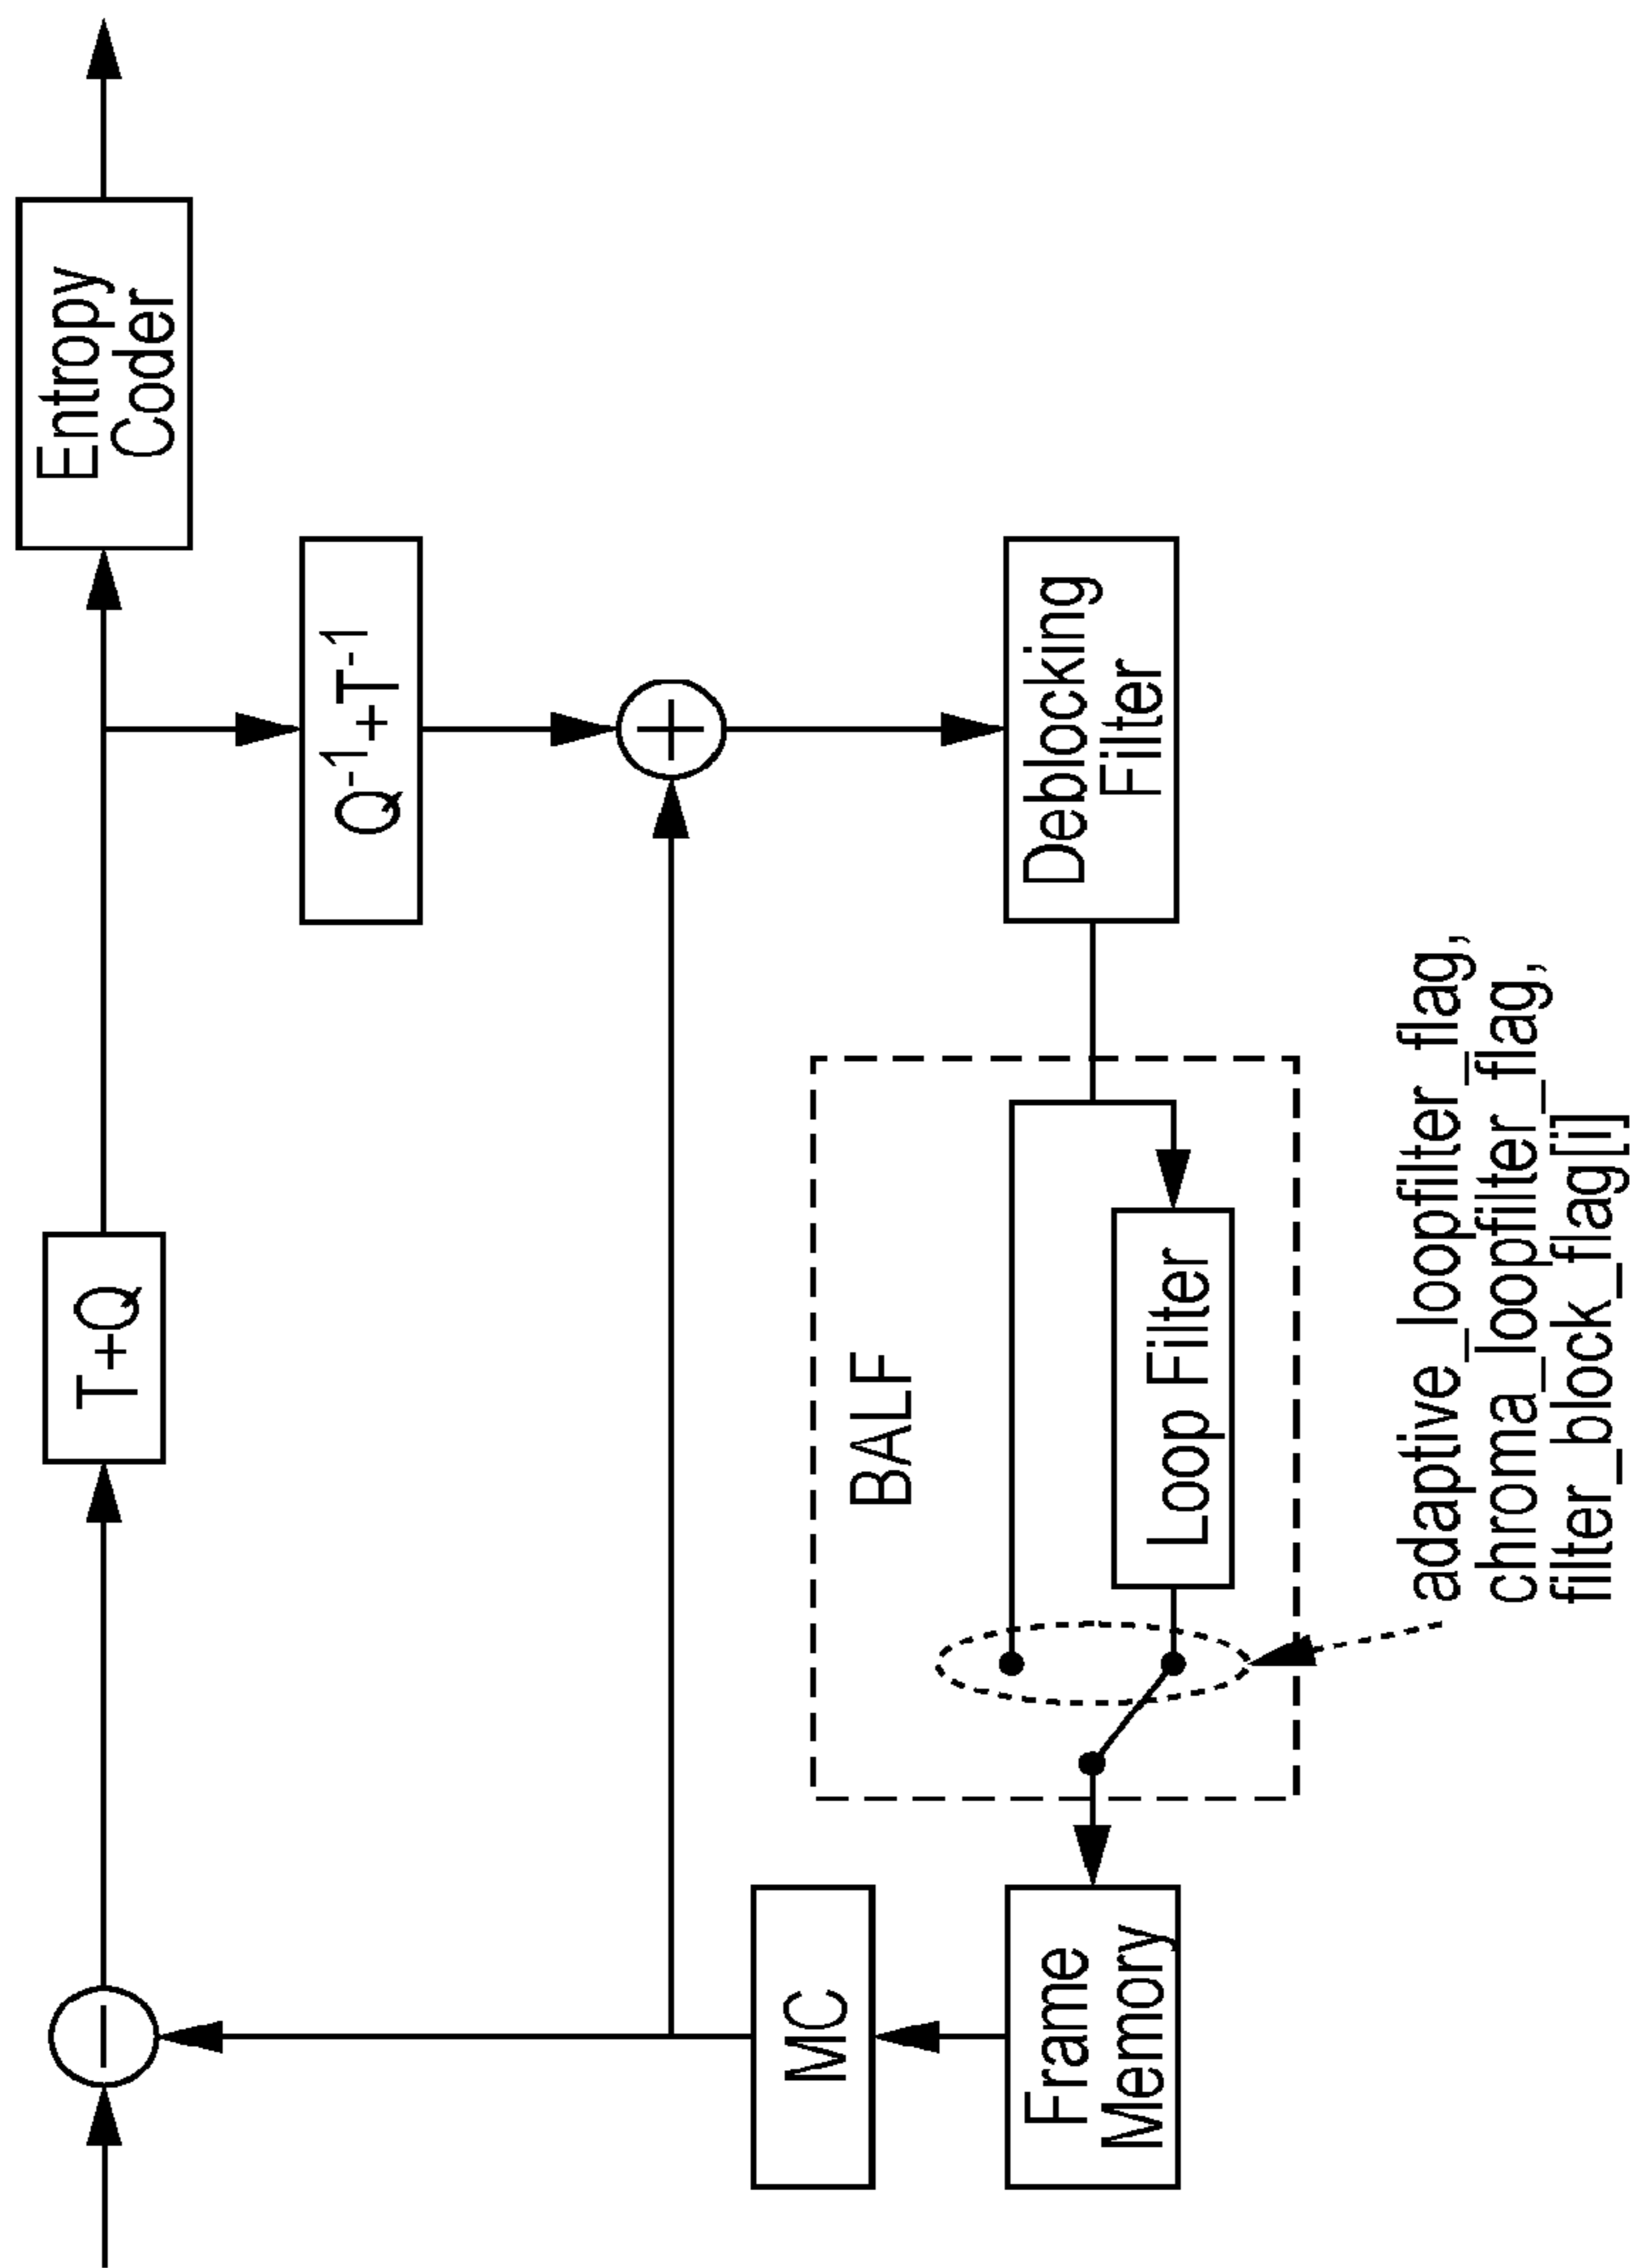 T+Q
Entropy
Coder
Q-1+T-1
MC
BALF
Loop Filter
Frame
Memory
Deblocking
Filter
adaptive_loopfilter_flag,
chroma_loopfilter_flag,
filter_block_flag[i]